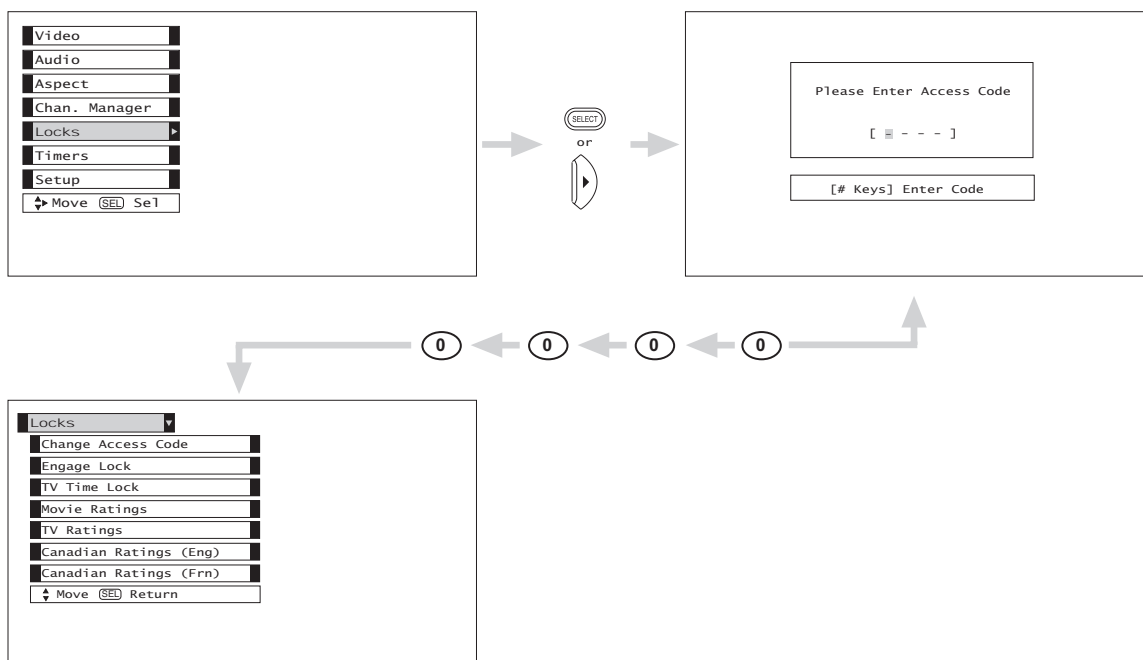 Video
Audio
Aspect
Chan. Manager
Locks
Timers
Setup
Move SEL Sel
SELECT
or
Please Enter Access Code
[ - - - - ]
[# Keys] Enter Code
0 0 0 0
Locks
Change Access Code
Engage Lock
TV Time Lock
Movie Ratings
TV Ratings
Canadian Ratings (Eng)
Canadian Ratings (Frn)
Move SEL Return